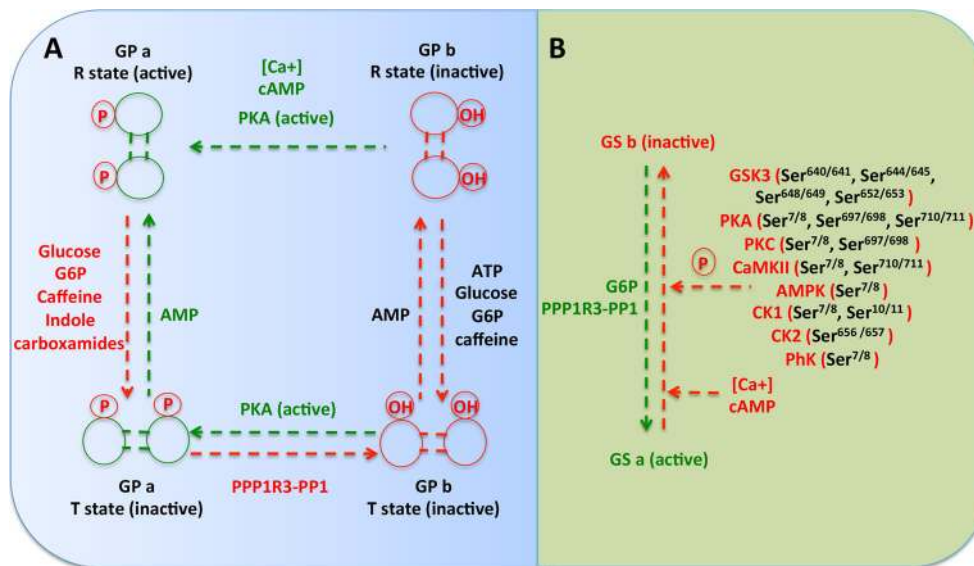 A
GP a
R state (active)
GP b
R state (inactive)
[Ca+]
cAMP
PKA (active)
P
P
OH
OH
Glucose
G6P
Caffeine
Indole
carboxamides
AMP
AMP
ATP
Glucose
G6P
caffeine
P
P
PKA (active)
OH
OH
PPP1R3-PP1
GP a
T state (inactive)
GP b
T state (inactive)
B
GS b (inactive)
GSK3 (Ser640/641, Ser644/645,
Ser648/649, Ser652/653)
PKA (Ser7/8, Ser697/698, Ser710/711)
PKC (Ser7/8, Ser697/698)
P
CaMKII (Ser7/8, Ser710/711)
G6P
PPP1R3-PP1
AMPK (Ser7/8)
CK1 (Ser7/8, Ser10/11)
CK2 (Ser656/657)
PhK (Ser7/8)
[Ca+]
cAMP
GS a (active)